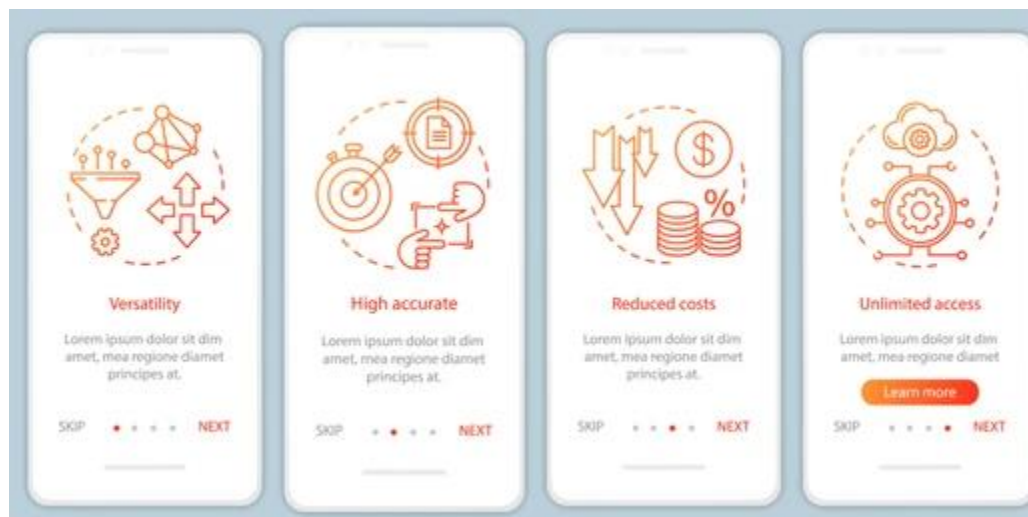 Versatility
Lorem ipsum dolor sit dim
amet, mea regione diamet
principes at.
SKIP
NEXT
High accurate
Lorem ipsum dolor sit dim
amet, mea regione diamet
principes at.
SKIP
NEXT
$
%
Reduced costs
Lorem ipsum dolor sit dim
amet, mea regione diamet
principes at.
SKIP
NEXT
Unlimited access
Lorem ipsum dolor sit dim
amet, mea regione diamet
Learn more
SKIP
NEXT